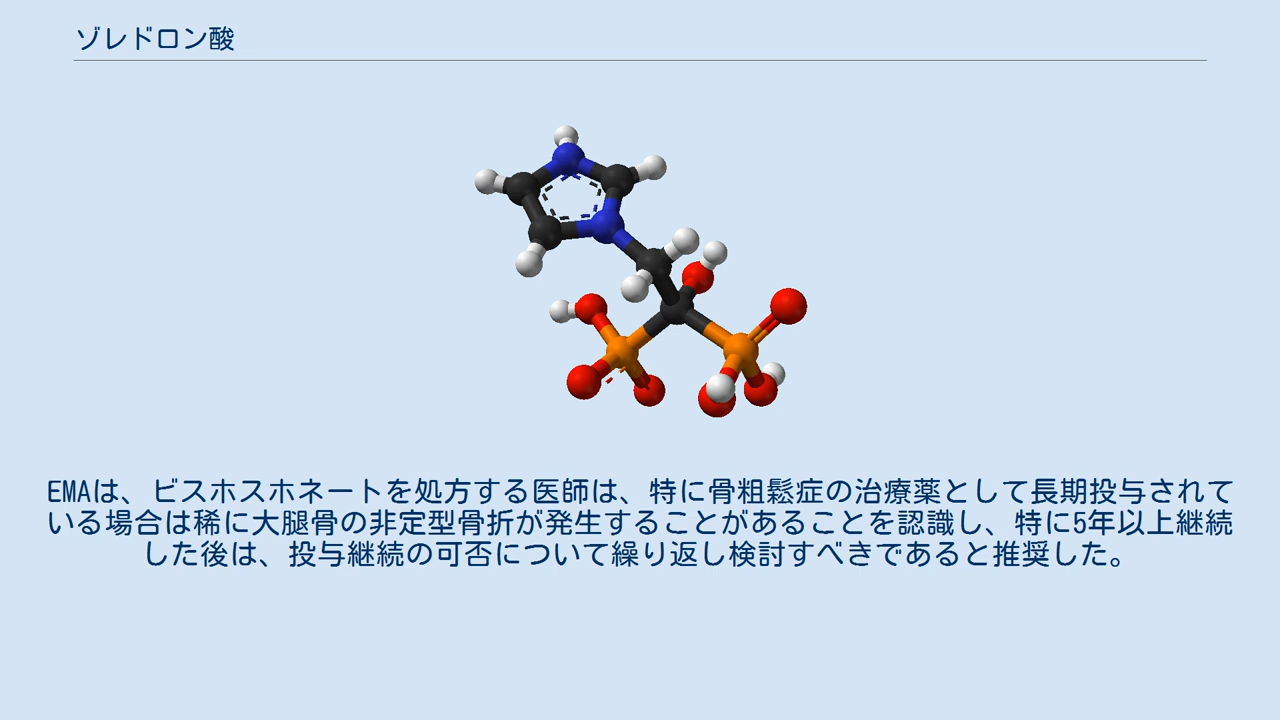 ゾレドロン酸
EMAは、ビスホスホネートを処方する医師は、特に骨粗鬆症の治療薬として長期投与されて
いる場合は稀に大腿骨の非定型骨折が発生することがあることを認識し、特に5年以上継続
した後は、投与継続の可否について繰り返し検討すべきであると推奨した。